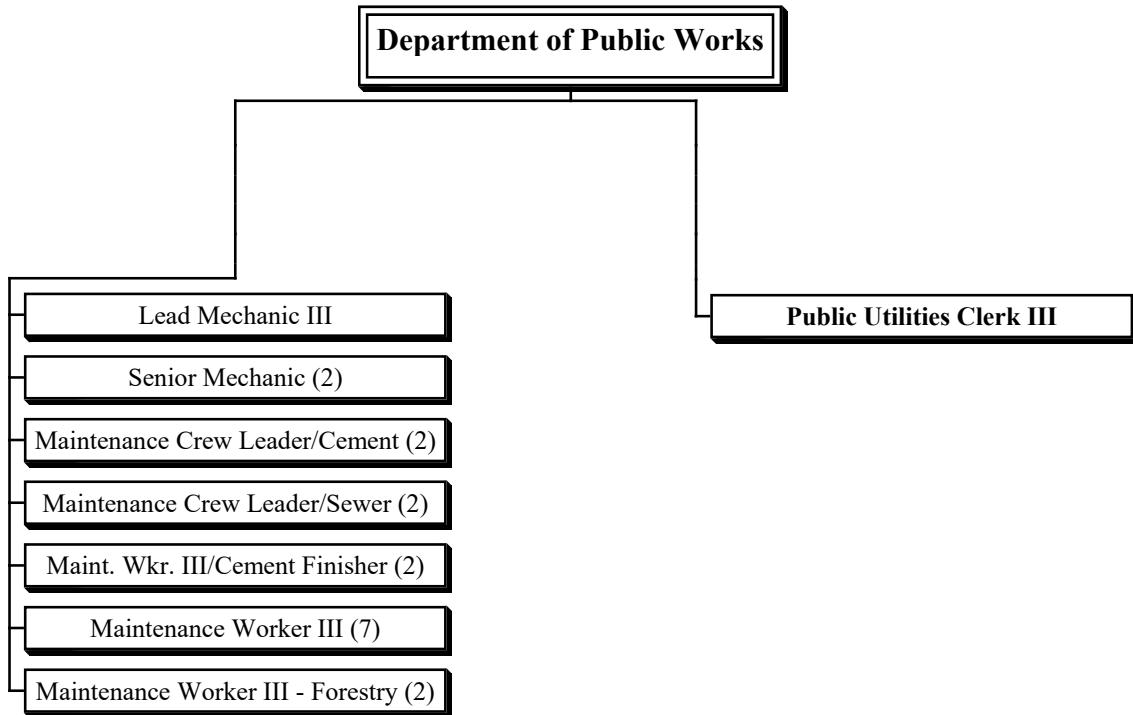 Department of Public Works
Lead Mechanic III
Public Utilities Clerk III
Senior Mechanic (2)
Maintenance Crew Leader/Cement (2)
Maintenance Crew Leader/Sewer (2)
Maint. Wkr. III/Cement Finisher (2)
Maintenance Worker III (7)
Maintenance Worker III - Forestry (2)